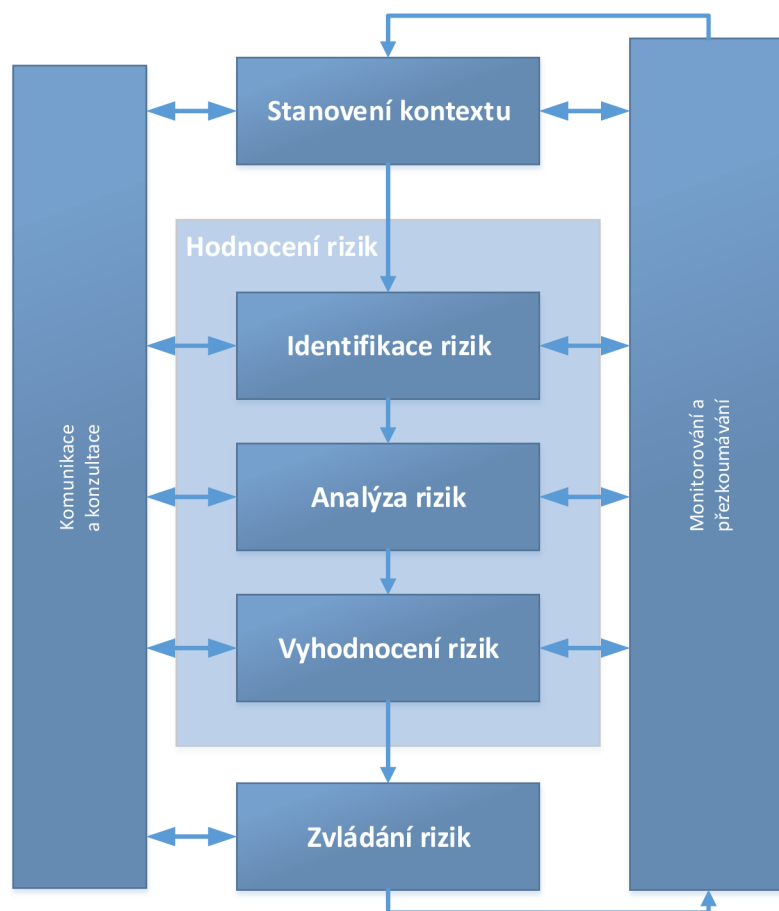 Stanovení kontextu
Hodnocení rizik
Identifikace rizik
Analýza rizik
Vyhodnocení rizik
Zvládání rizik
Komunikace
a konzultace
Monitorování a
přezkoumávání